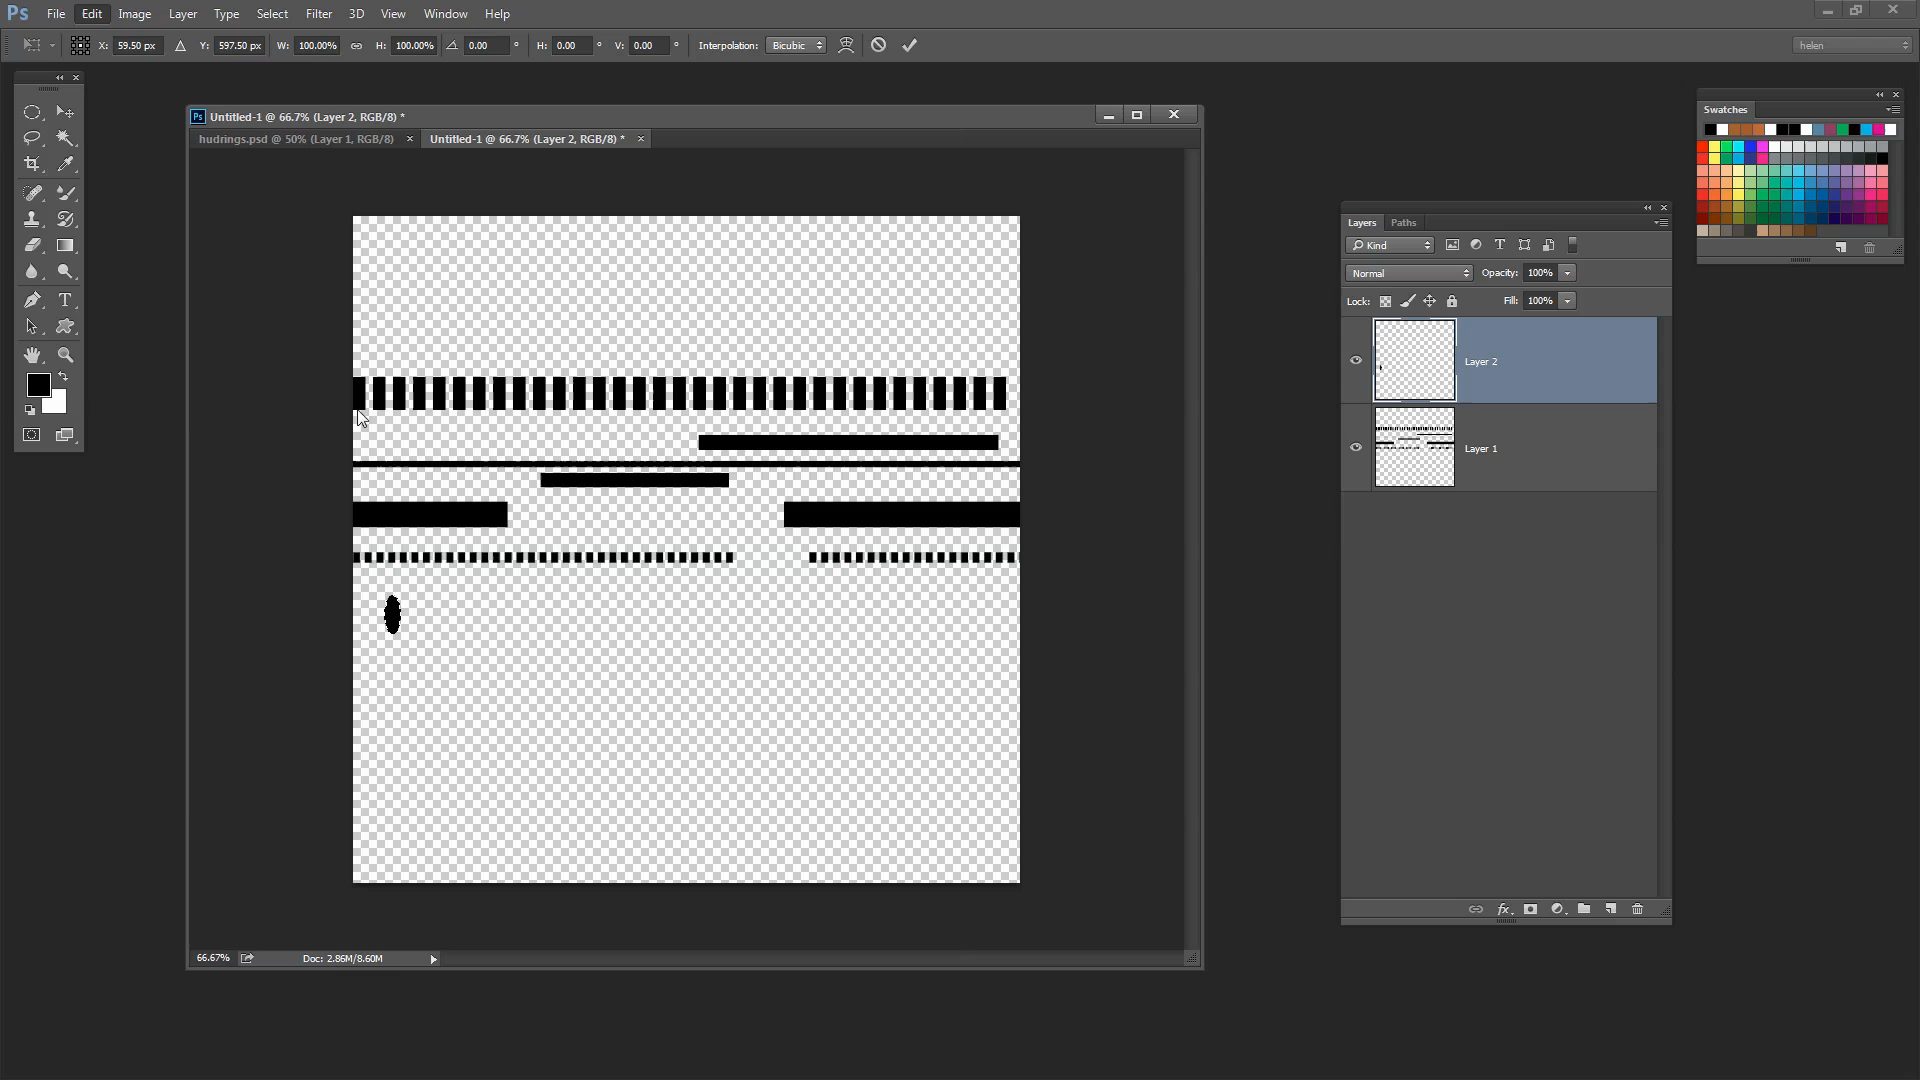 Ps File Edit Image Layer Type Select Filter 3D View Window Help
X: 59.50 px Y: 597.50 px W: 100.00% H: 100.00% 0.00 ° H: 0.00 ° V: 0.00 ° Interpolation: Bicubic helen
Ps Untitled-1 @ 66.7% (Layer 2, RGB/8) *
hudrings.psd @ 50% (Layer 1, RGB/8) × Untitled-1 @ 66.7% (Layer 2, RGB/8) * ×
T
66.67% Doc: 2.86M/8.60M
Layers Paths
Kind T
Normal Opacity: 100%
Lock: Fill: 100%
Layer 2
Layer 1
fx
Swatches